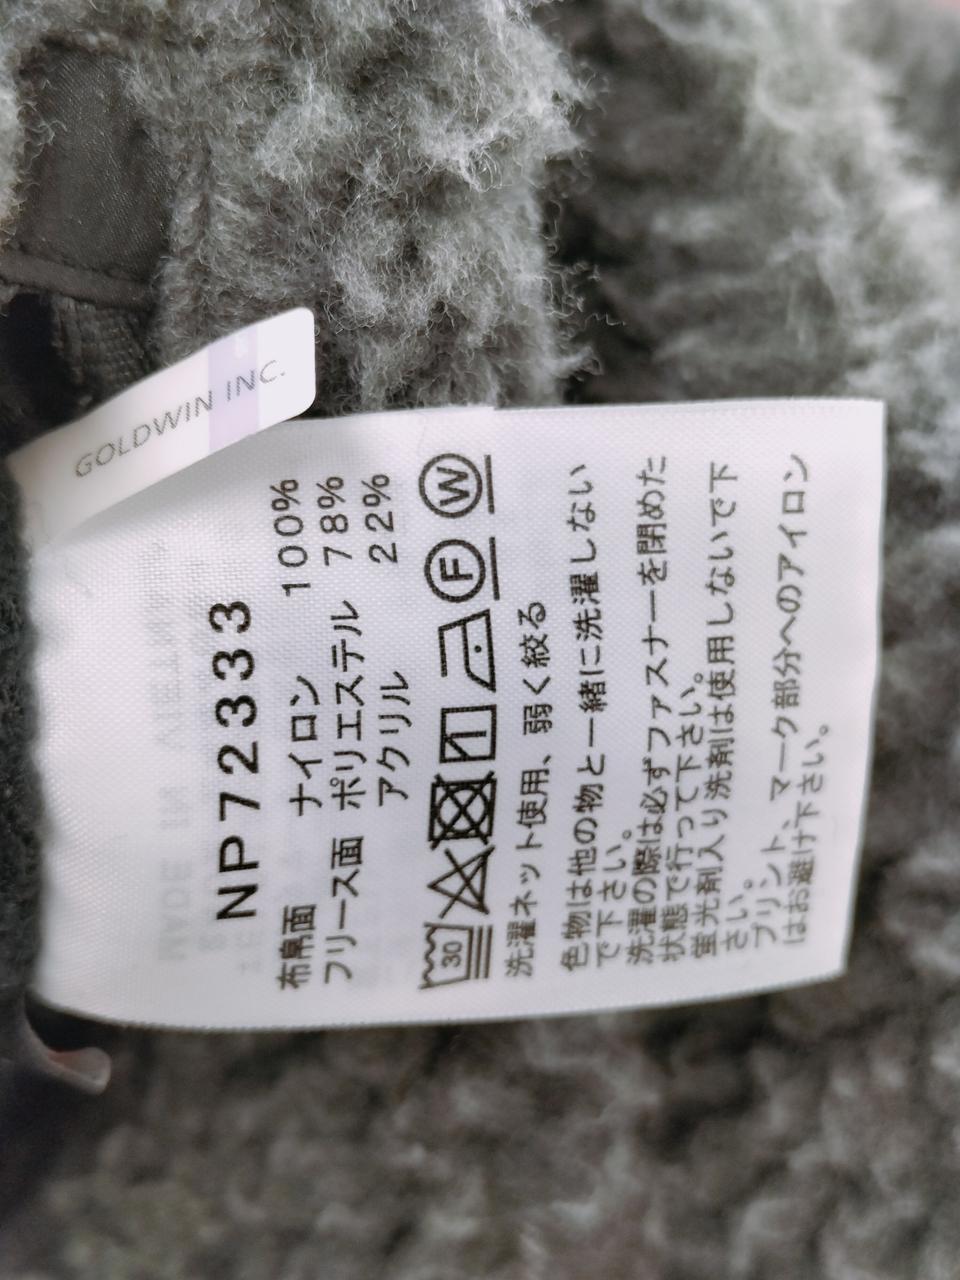 GOLDWIN INC.
NP72333
布帛面 ナイロン 100%
フリース面 ポリエステル 78%
アクリル 22%
30 F W
洗濯ネット使用、弱く絞る
色物は他の物と一緒に洗濯しない
で下さい。
洗濯の際は必ずファスナーを閉めた
状態で行って下さい。
蛍光剤入り洗剤は使用しないで下
さい。
プリント、マーク部分へのアイロン
はお避け下さい。